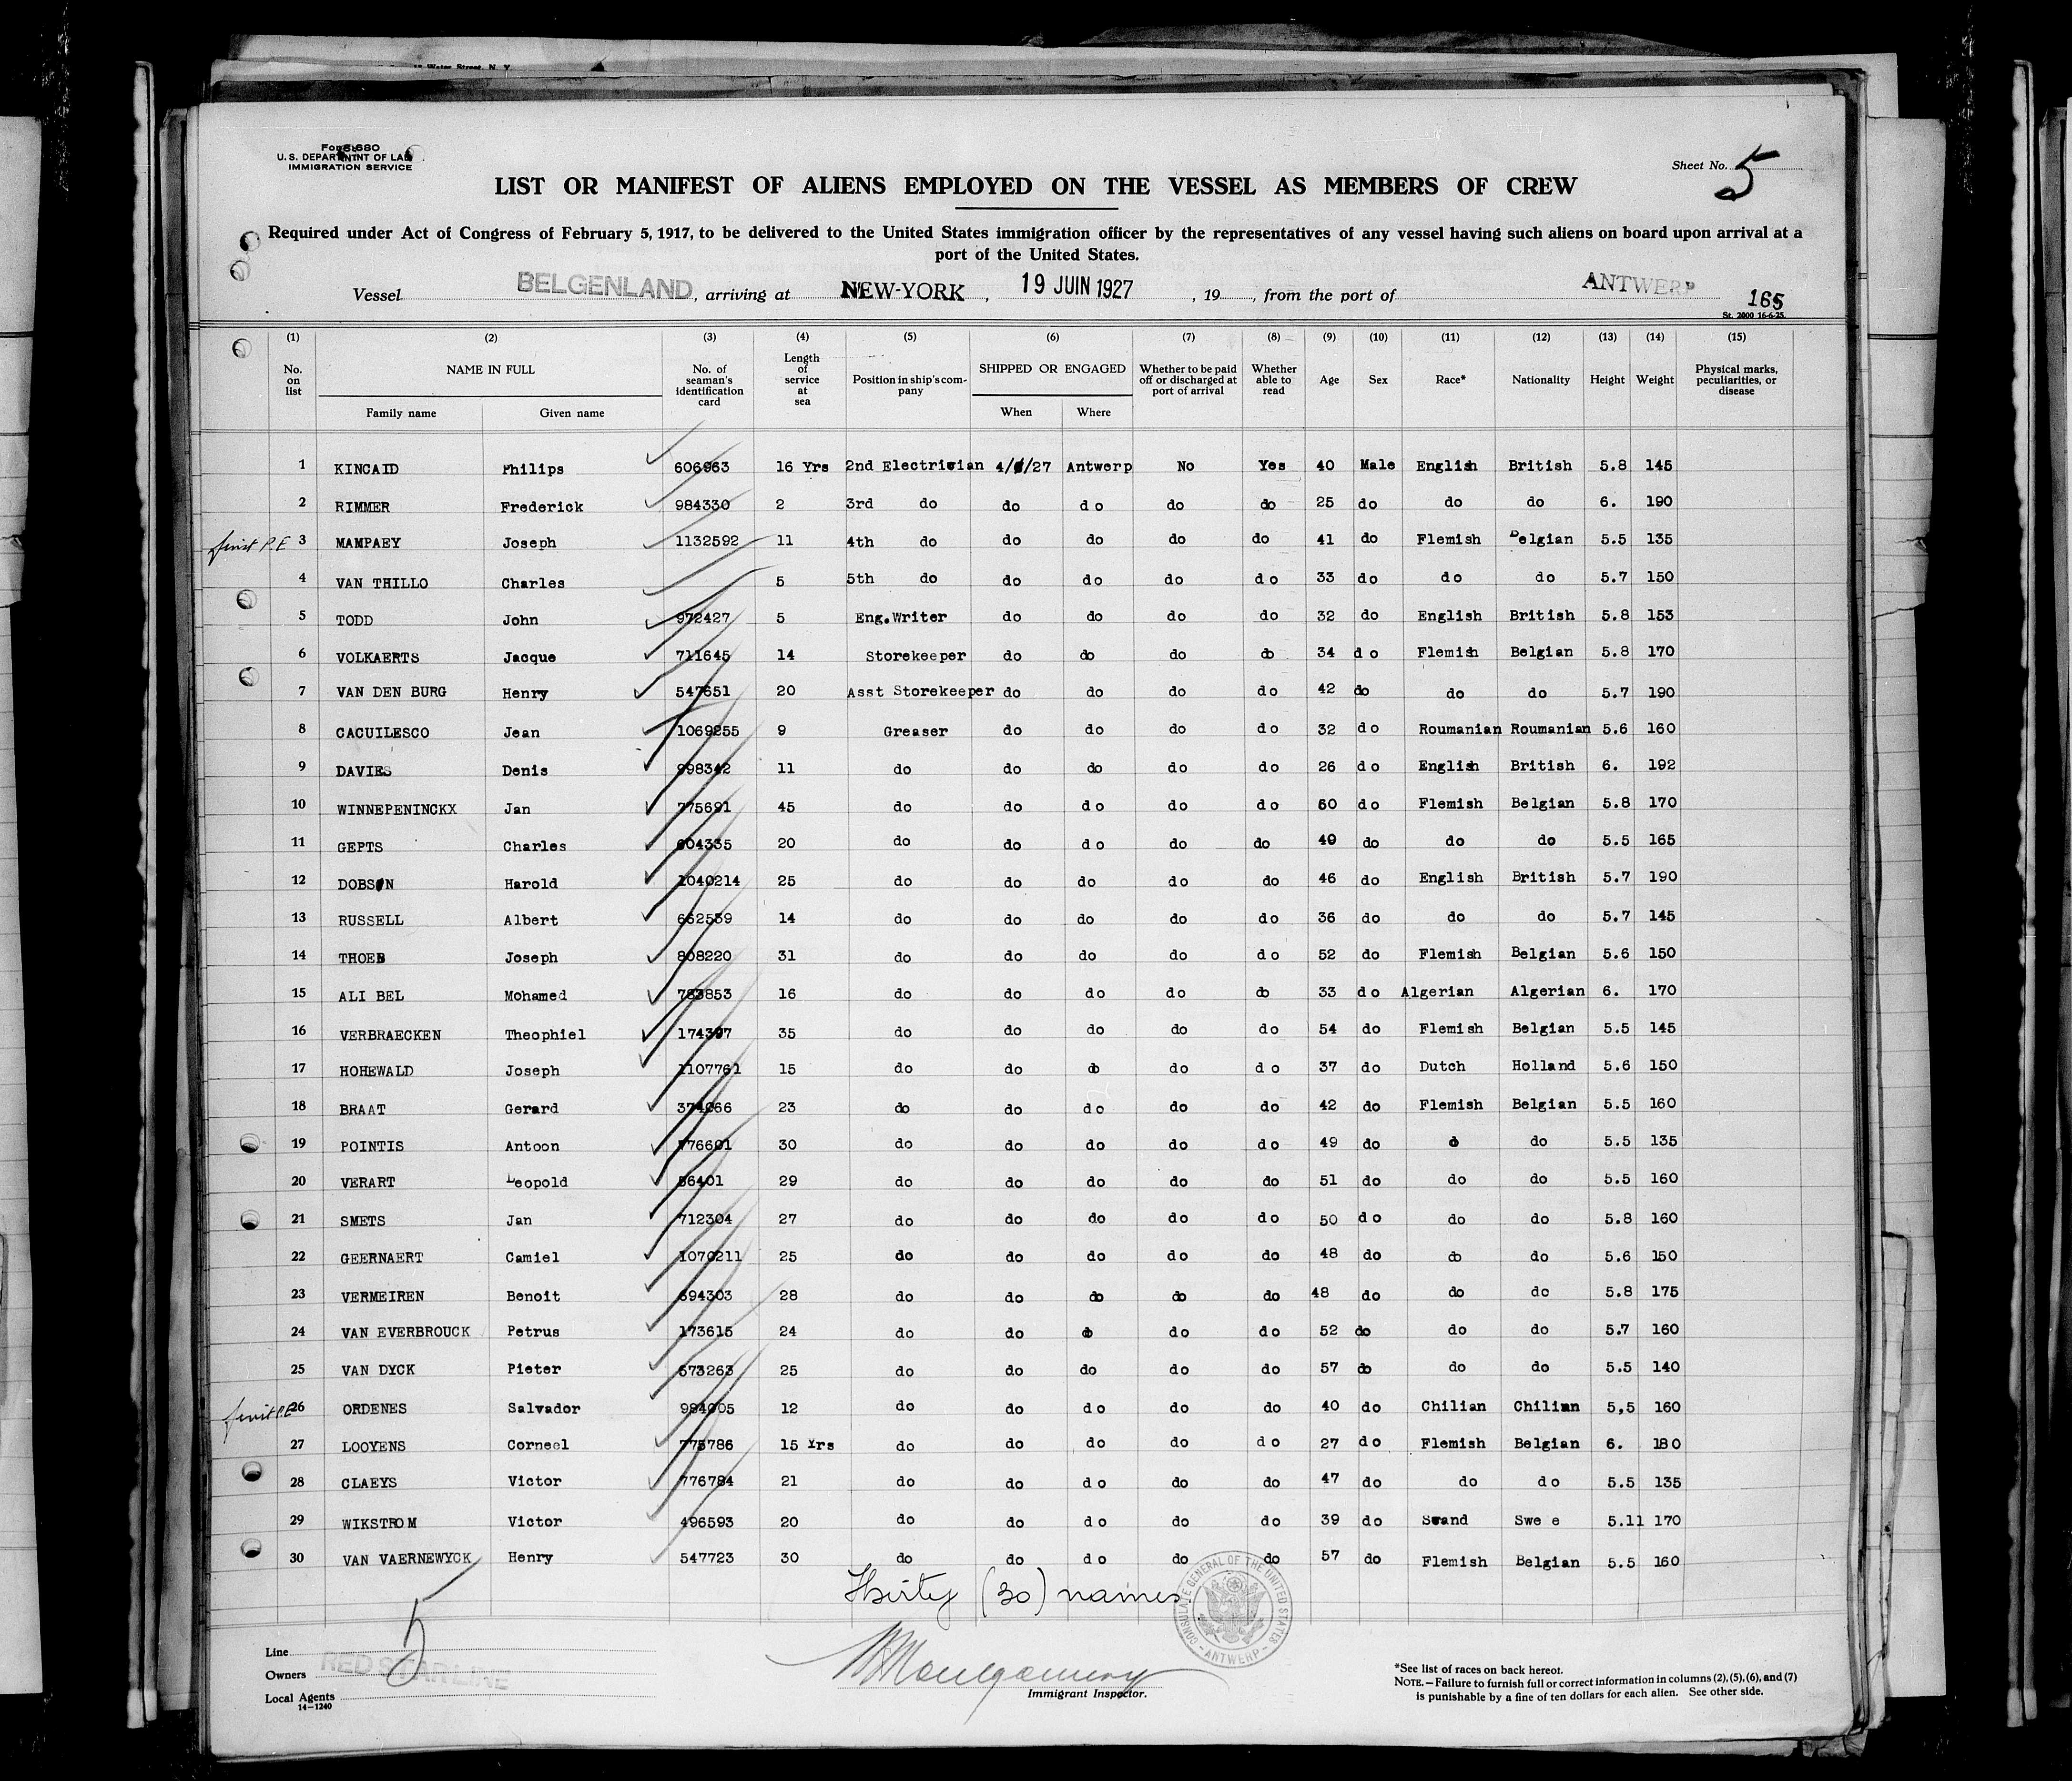 Water Street, N. Y.
Form 680
U. S. DEPARTMENT OF LABOR
IMMIGRATION SERVICE
Sheet No. 5
LIST OR MANIFEST OF ALIENS EMPLOYED ON THE VESSEL AS MEMBERS OF CREW
Required under Act of Congress of February 5, 1917, to be delivered to the United States immigration officer by the representatives of any vessel having such aliens on board upon arrival at a
port of the United States.
Vessel BELGENLAND, arriving at NEW-YORK, 19 JUIN 1927, 19, from the port of ANTWERP
165
St. 2000 16-6-25.
(1) (2) (3) (4) (5) (6) (7) (8) (9) (10) (11) (12) (13) (14) (15)
No. on list NAME IN FULL Family name Given name No. of seaman's identification card Length of service at sea Position in ship's company SHIPPED OR ENGAGED When Where Whether to be paid off or discharged at port of arrival Whether able to read Age Sex Race* Nationality Height Weight Physical marks, peculiarities, or disease
1 KINCAID Philips 606963 16 Yrs 2nd Electrician 4/6/27 Antwerp No Yes 40 Male English British 5.8 145
2 RIMMER Frederick 984330 2 3rd do do do do do 25 do do do 6. 190
3 MAMPAEY Joseph 1132592 11 4th do do do do do 41 do Flemish Belgian 5.5 135
4 VAN THILLO Charles 5 5th do do do do do 33 do do do 5.7 150
5 TODD John 972427 5 Eng.Writer do do do do 32 do English British 5.8 153
6 VOLKAERTS Jacque 711645 14 Storekeeper do do do do 34 do Flemish Belgian 5.8 170
7 VAN DEN BURG Henry 547651 20 Asst Storekeeper do do do do 42 do do do 5.7 190
8 CACUILESCO Jean 1069255 9 Greaser do do do do 32 do Roumanian Roumanian 5.6 160
9 DAVIES Denis 998342 11 do do do do do 26 do English British 6. 192
10 WINNEPENINCKX Jan 775691 45 do do do do do 60 do Flemish Belgian 5.8 170
11 GEPTS Charles 604335 20 do do do do do 49 do do do 5.5 165
12 DOBSON Harold 1040214 25 do do do do do 46 do English British 5.7 190
13 RUSSELL Albert 662559 14 do do do do do 36 do do do 5.7 145
14 THOEB Joseph 808220 31 do do do do do 52 do Flemish Belgian 5.6 150
15 ALI BEL Mohamed 783853 16 do do do do do 33 do Algerian Algerian 6. 170
16 VERBRAECKEN Theophiel 174397 35 do do do do do 54 do Flemish Belgian 5.5 145
17 HOHEWALD Joseph 1107761 15 do do do do do 37 do Dutch Holland 5.6 150
18 BRAAT Gerard 374066 23 do do do do do 42 do Flemish Belgian 5.5 160
19 POINTIS Antoon 776601 30 do do do do do 49 do do do 5.5 135
20 VERART Leopold 56401 29 do do do do do 51 do do do 5.5 160
21 SMETS Jan 712304 27 do do do do do 50 do do do 5.8 160
22 GEERNAERT Camiel 1070211 25 do do do do do 48 do do do 5.6 150
23 VERMEIREN Benoit 694303 28 do do do do do 48 do do do 5.8 175
24 VAN EVERBROUCK Petrus 173615 24 do do do do do 52 do do do 5.7 160
25 VAN DYCK Pieter 573263 25 do do do do do 57 do do do 5.5 140
26 ORDENES Salvador 984005 12 do do do do do 40 do Chilian Chilian 5,5 160
27 LOOYENS Corneel 775786 15 Yrs do do do do do 27 do Flemish Belgian 6. 180
28 CLAEYS Victor 776784 21 do do do do do 47 do do do 5.5 135
29 WIKSTROM Victor 496593 20 do do do do do 39 do Scand Swe e 5.11 170
30 VAN VAERNEWYCK Henry 547723 30 do do do do do 57 do Flemish Belgian 5.5 160
Thirty (30) names
CONSULATE GENERAL OF THE UNITED STATES ANTWERP
5
Line
Owners RED STAR LINE
Local Agents
14-1240
Montgomery
Immigrant Inspector.
*See list of races on back hereof.
NOTE.—Failure to furnish full or correct information in columns (2), (5), (6), and (7)
is punishable by a fine of ten dollars for each alien. See other side.